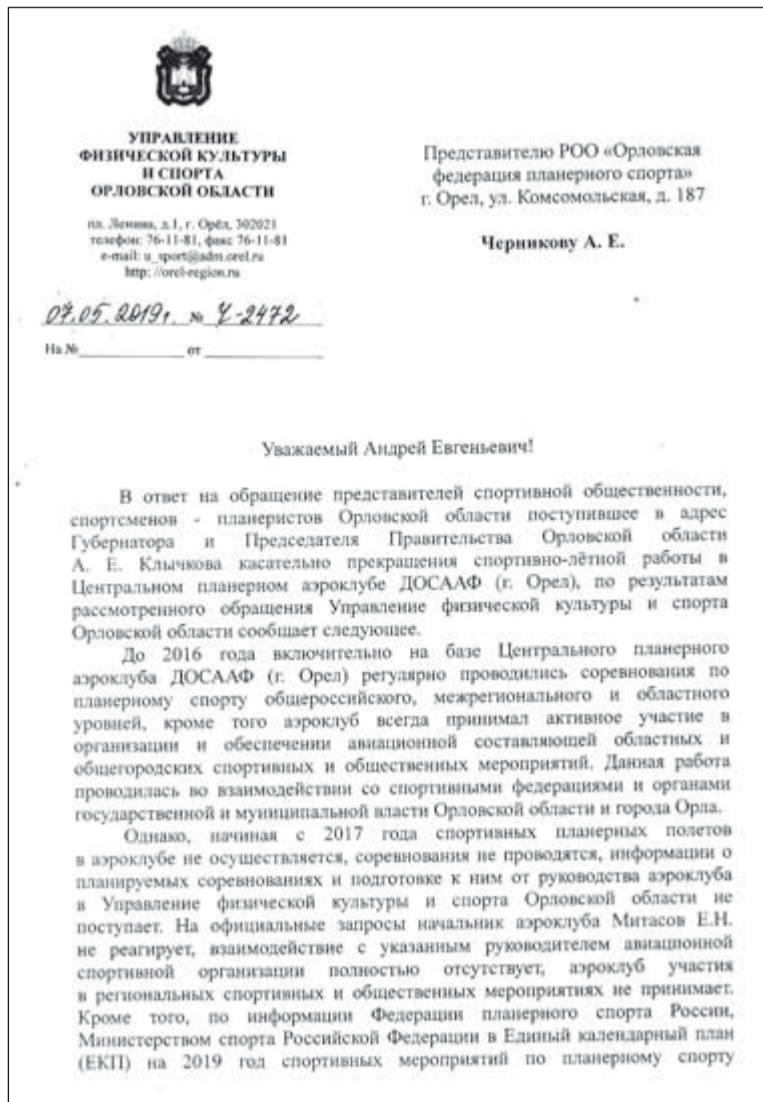 УПРАВЛЕНИЕ
ФИЗИЧЕСКОЙ КУЛЬТУРЫ
И СПОРТА
ОРЛОВСКОЙ ОБЛАСТИ
пл. Ленина, д.1, г. Орёл, 302021
телефон: 76-11-81, факс 76-11-81
e-mail: u_sport@adm.orel.ru
http: //orel-region.ru
07.05.2019г. № Ч-2472
На № от
Представителю РОО «Орловская
федерация планерного спорта»
г. Орел, ул. Комсомольская, д. 187
Черникову А. Е.
Уважаемый Андрей Евгеньевич!
В ответ на обращение представителей спортивной общественности,
спортсменов - планеристов Орловской области поступившее в адрес
Губернатора и Председателя Правительства Орловской области
А. Е. Клычкова касательно прекращения спортивно-лётной работы в
Центральном планерном аэроклубе ДОСААФ (г. Орел), по результатам
рассмотренного обращения Управление физической культуры и спорта
Орловской области сообщает следующее.
До 2016 года включительно на базе Центрального планерного
аэроклуба ДОСААФ (г. Орел) регулярно проводились соревнования по
планерному спорту общероссийского, межрегионального и областного
уровней, кроме того аэроклуб всегда принимал активное участие в
организации и обеспечении авиационной составляющей областных и
общегородских спортивных и общественных мероприятий. Данная работа
проводилась во взаимодействии со спортивными федерациями и органами
государственной и муниципальной власти Орловской области и города Орла.
Однако, начиная с 2017 года спортивных планерных полетов
в аэроклубе не осуществляется, соревнования не проводятся, информации о
планируемых соревнованиях и подготовке к ним от руководства аэроклуба
в Управление физической культуры и спорта Орловской области не
поступает. На официальные запросы начальник аэроклуба Митасов Е.Н.
не реагирует, взаимодействие с указанным руководителем авиационной
спортивной организации полностью отсутствует, аэроклуб участия
в региональных спортивных и общественных мероприятиях не принимает.
Кроме того, по информации Федерации планерного спорта России,
Министерством спорта Российской Федерации в Единый календарный план
(ЕКП) на 2019 год спортивных мероприятий по планерному спорту